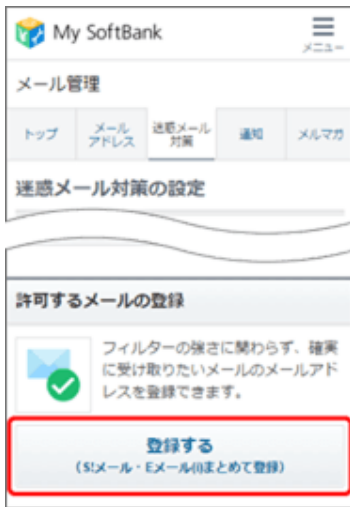 My SoftBank
メニュー
メール管理
トップ
メール
アドレス
迷惑メール
対策
通知
メルマガ
迷惑メール対策の設定
許可するメールの登録
フィルターの強さに関わらず、確実
に受け取りたいメールのメールアド
レスを登録できます。
登録する
(S!メール・Eメール(i)まとめて登録)